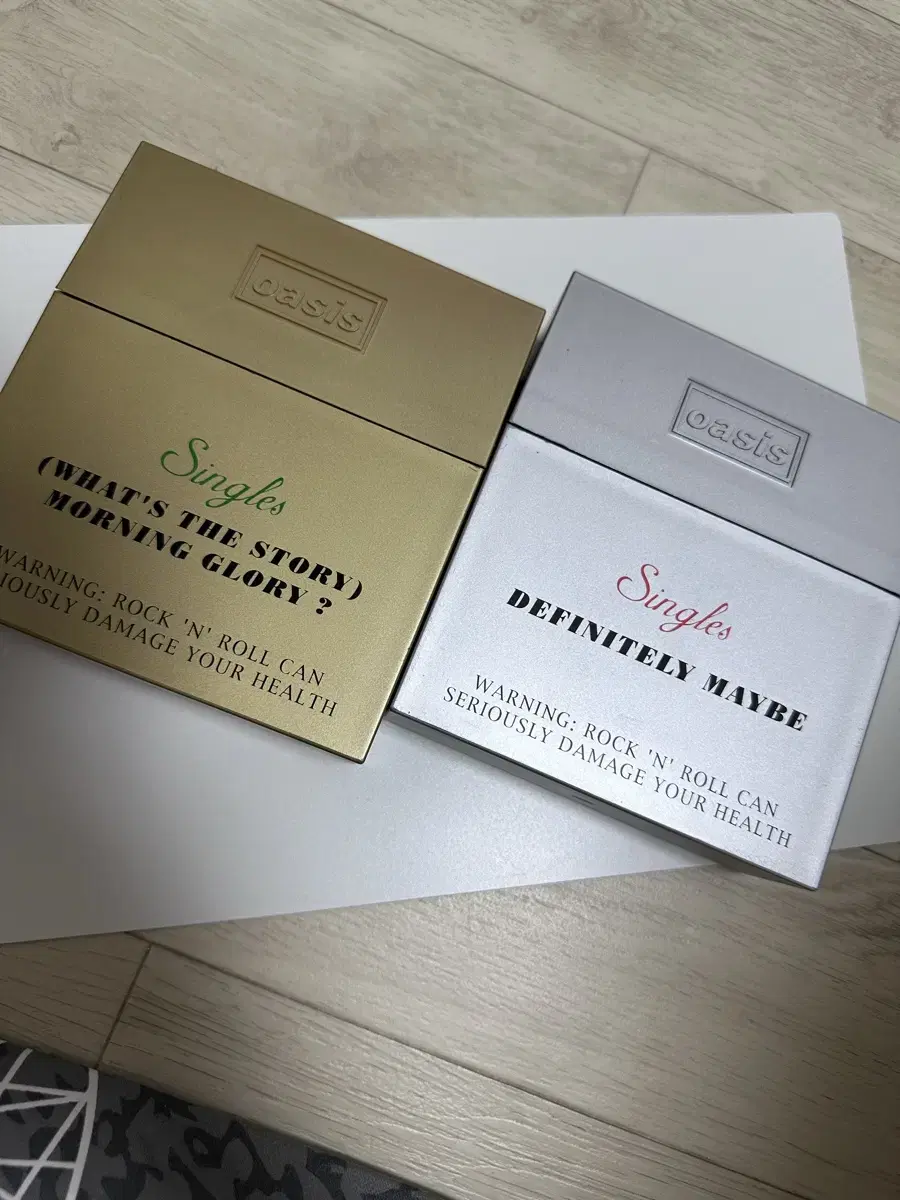 oasis
Singles
(WHAT'S THE STORY)
MORNING GLORY ?
WARNING: ROCK 'N' ROLL CAN
SERIOUSLY DAMAGE YOUR HEALTH
oasis
Singles
DEFINITELY MAYBE
WARNING: ROCK 'N' ROLL CAN
SERIOUSLY DAMAGE YOUR HEALTH